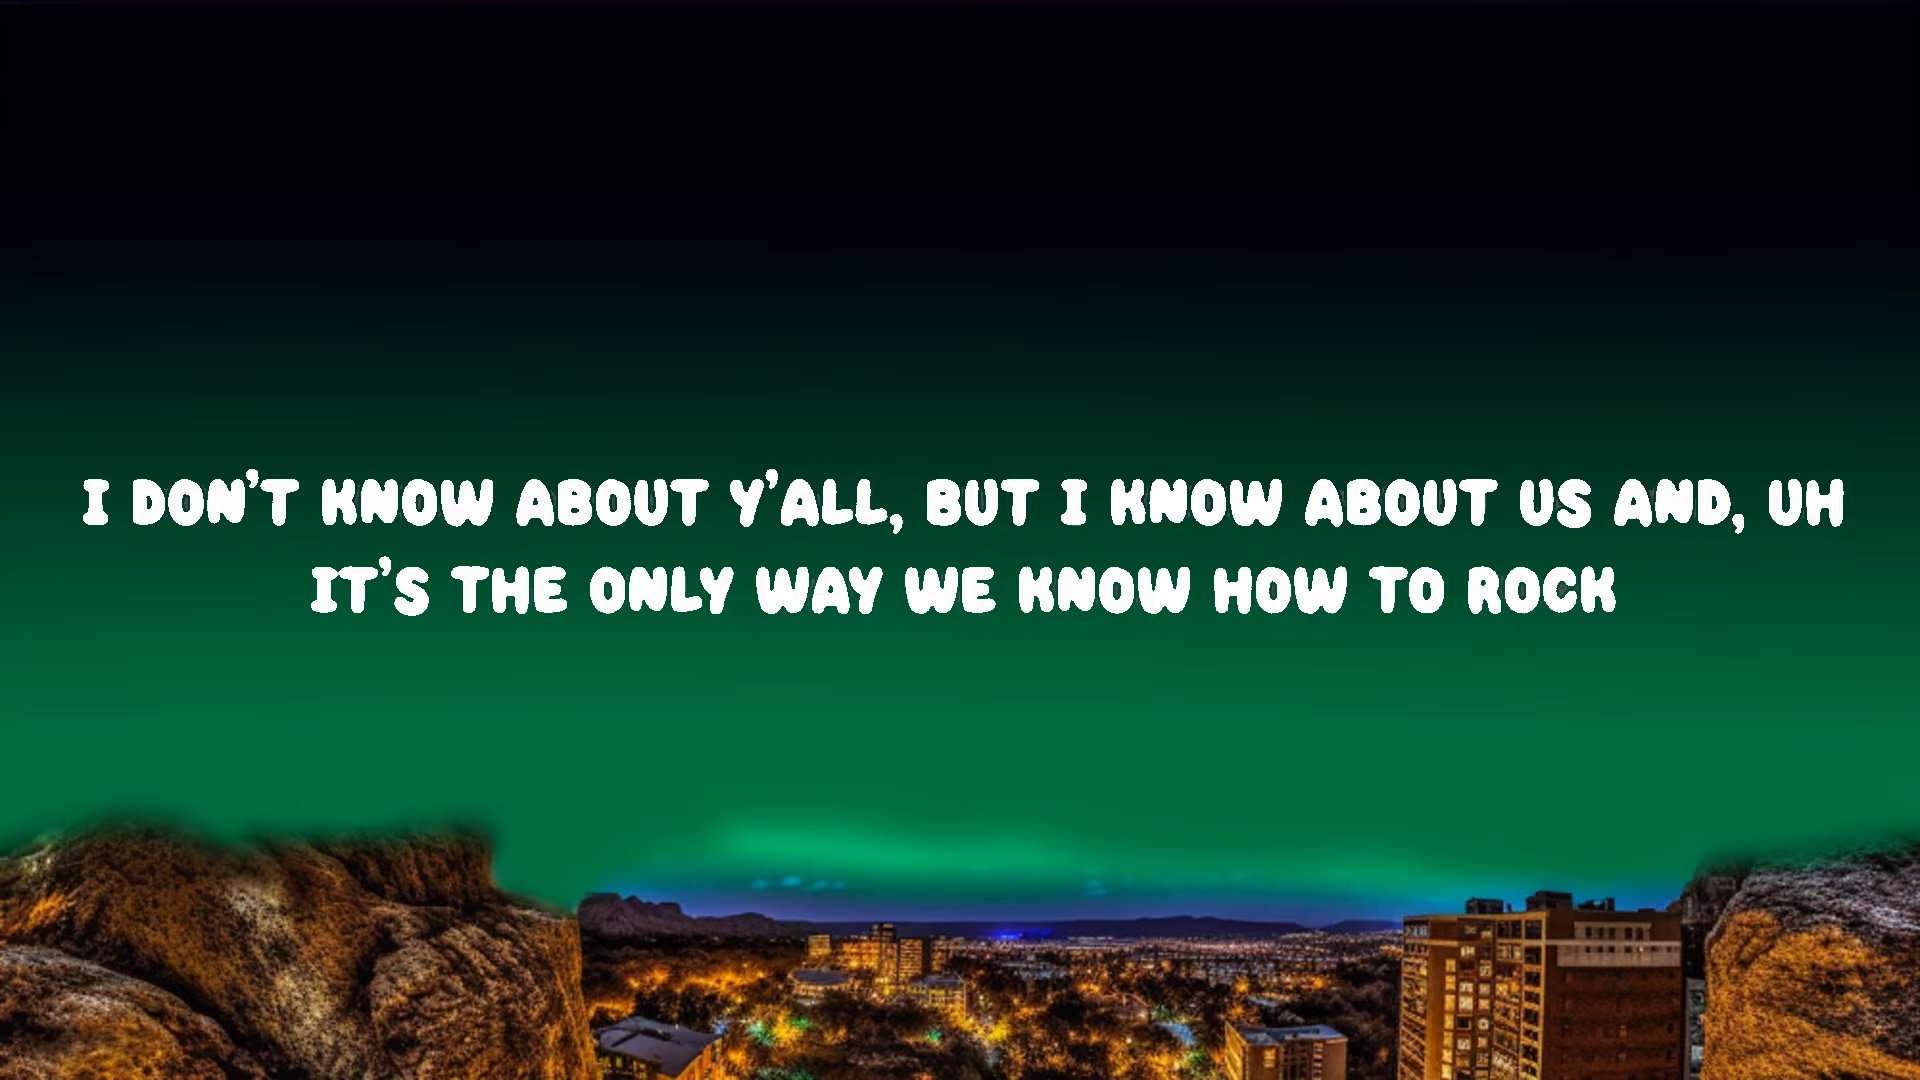 I DON'T KNOW ABOUT Y'ALL, BUT I KNOW ABOUT US AND, UH
IT'S THE ONLY WAY WE KNOW HOW TO ROCK